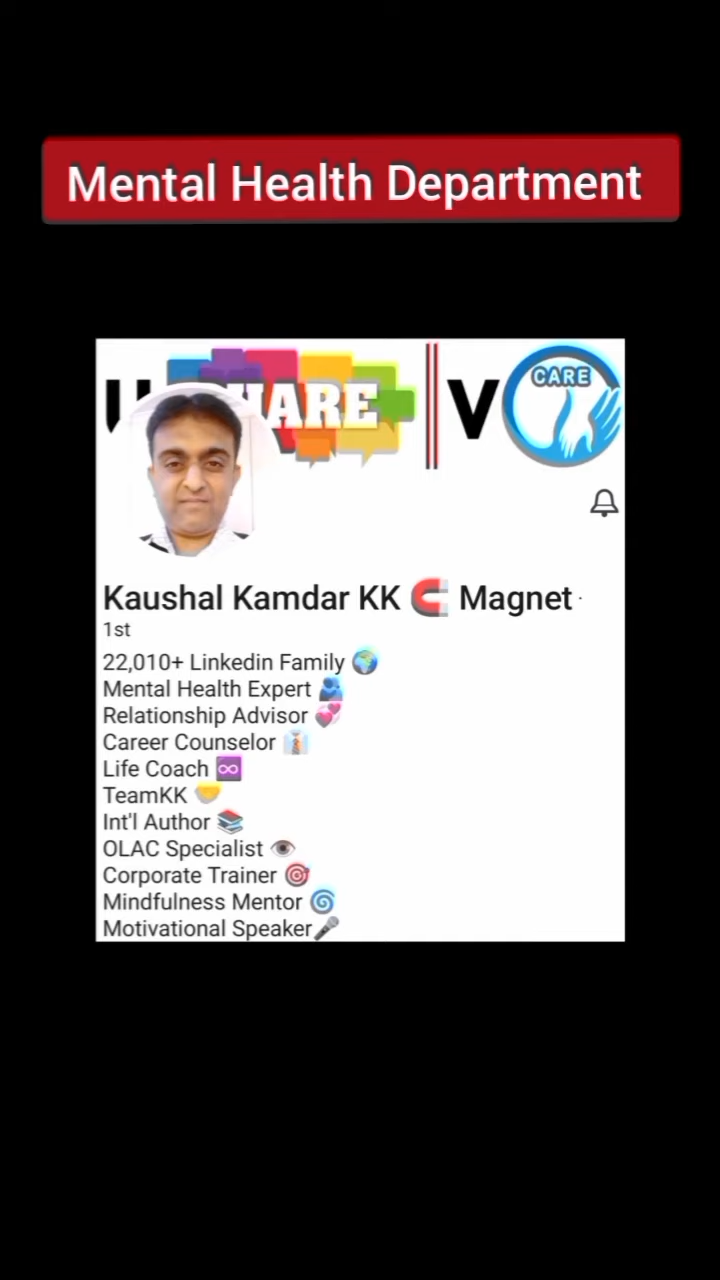 Mental Health Department
U SHARE V CARE
Kaushal Kamdar KK 🧲 Magnet ·
1st
22,010+ Linkedin Family 🌍
Mental Health Expert 🫂
Relationship Advisor 💞
Career Counselor 👔
Life Coach ♾️
TeamKK 🤝
Int'l Author 📚
OLAC Specialist 👁️
Corporate Trainer 🎯
Mindfulness Mentor 🌀
Motivational Speaker🎤